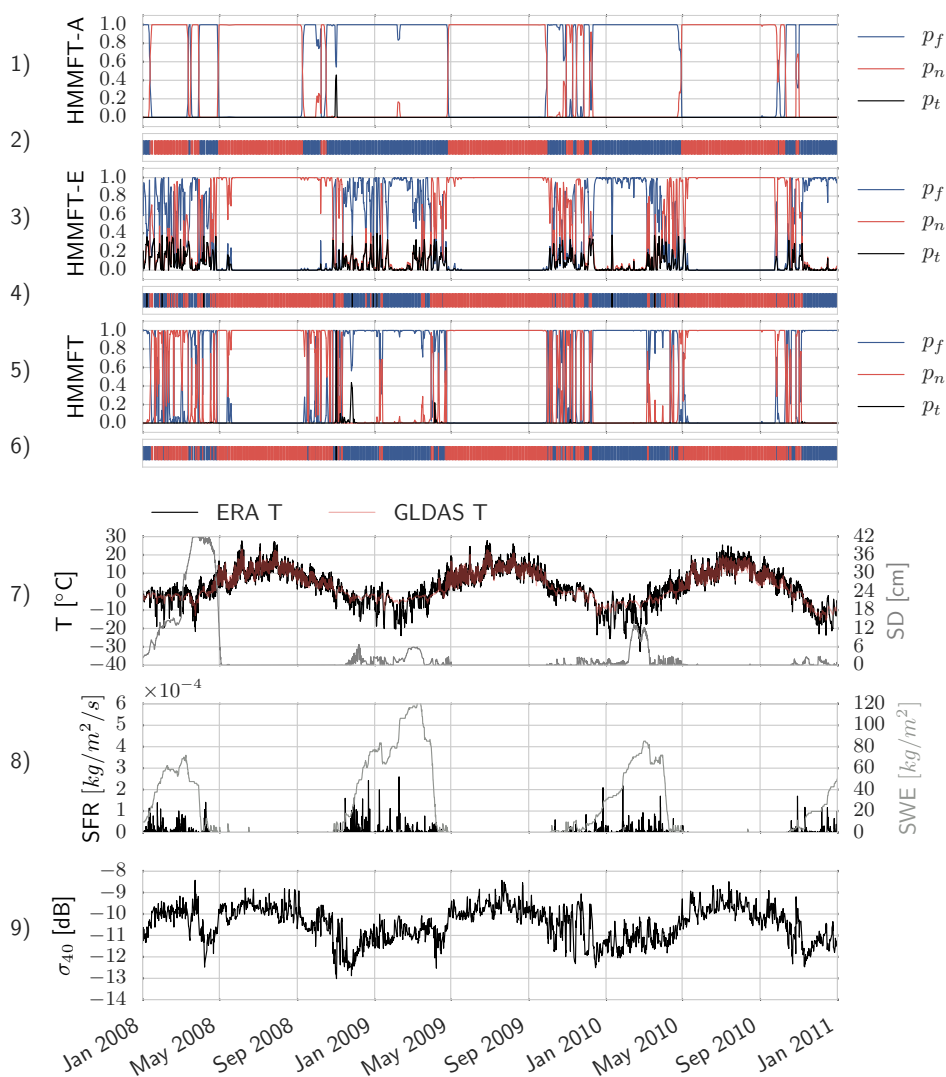 1)
HMMFT-A
1.0
0.8
0.6
0.4
0.2
0.0
p_f
p_n
p_t
2)
3)
HMMFT-E
1.0
0.8
0.6
0.4
0.2
0.0
p_f
p_n
p_t
4)
5)
HMMFT
1.0
0.8
0.6
0.4
0.2
0.0
p_f
p_n
p_t
6)
ERA T
GLDAS T
7)
T [°C]
30
20
10
0
−10
−20
−30
−40
42
36
30
24
18
12
6
0
SD [cm]
8)
SFR [kg/m²/s]
×10⁻⁴
6
5
4
3
2
1
0
120
100
80
60
40
20
0
SWE [kg/m²]
9)
σ₄₀ [dB]
−8
−9
−10
−11
−12
−13
−14
Jan 2008
May 2008
Sep 2008
Jan 2009
May 2009
Sep 2009
Jan 2010
May 2010
Sep 2010
Jan 2011